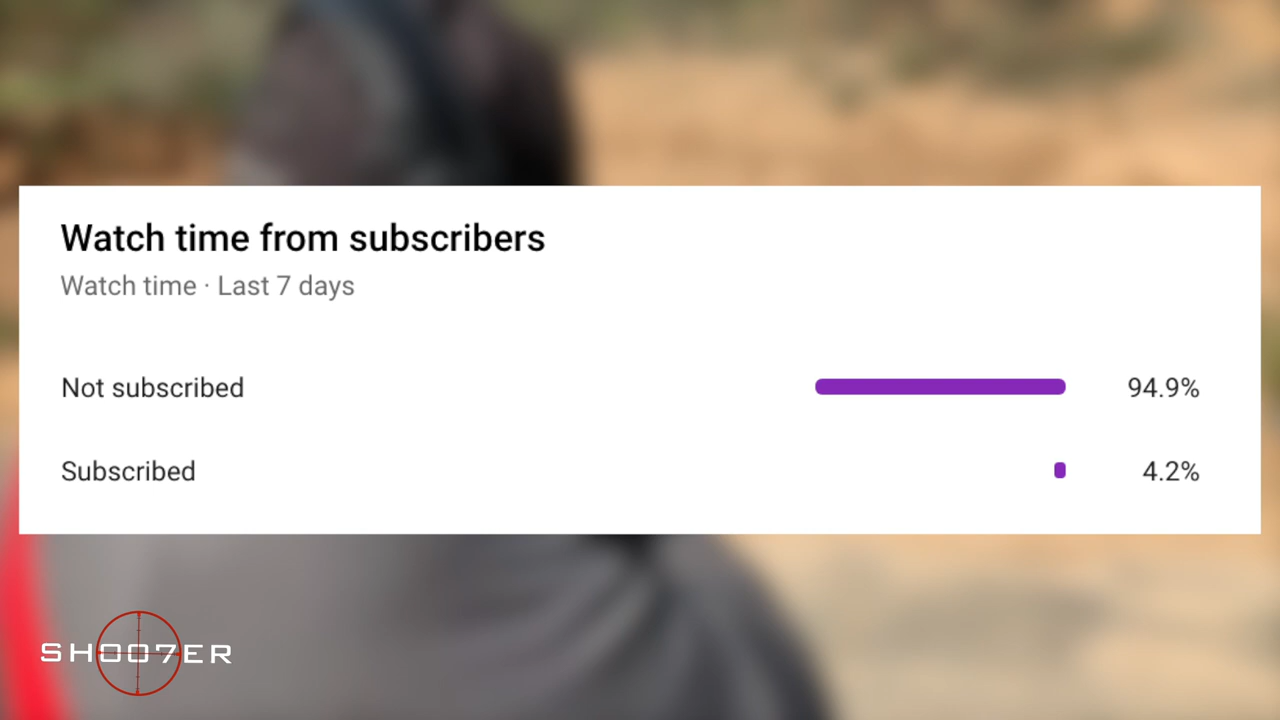 Watch time from subscribers
Watch time · Last 7 days
Not subscribed 94.9%
Subscribed 4.2%
SHOO7ER